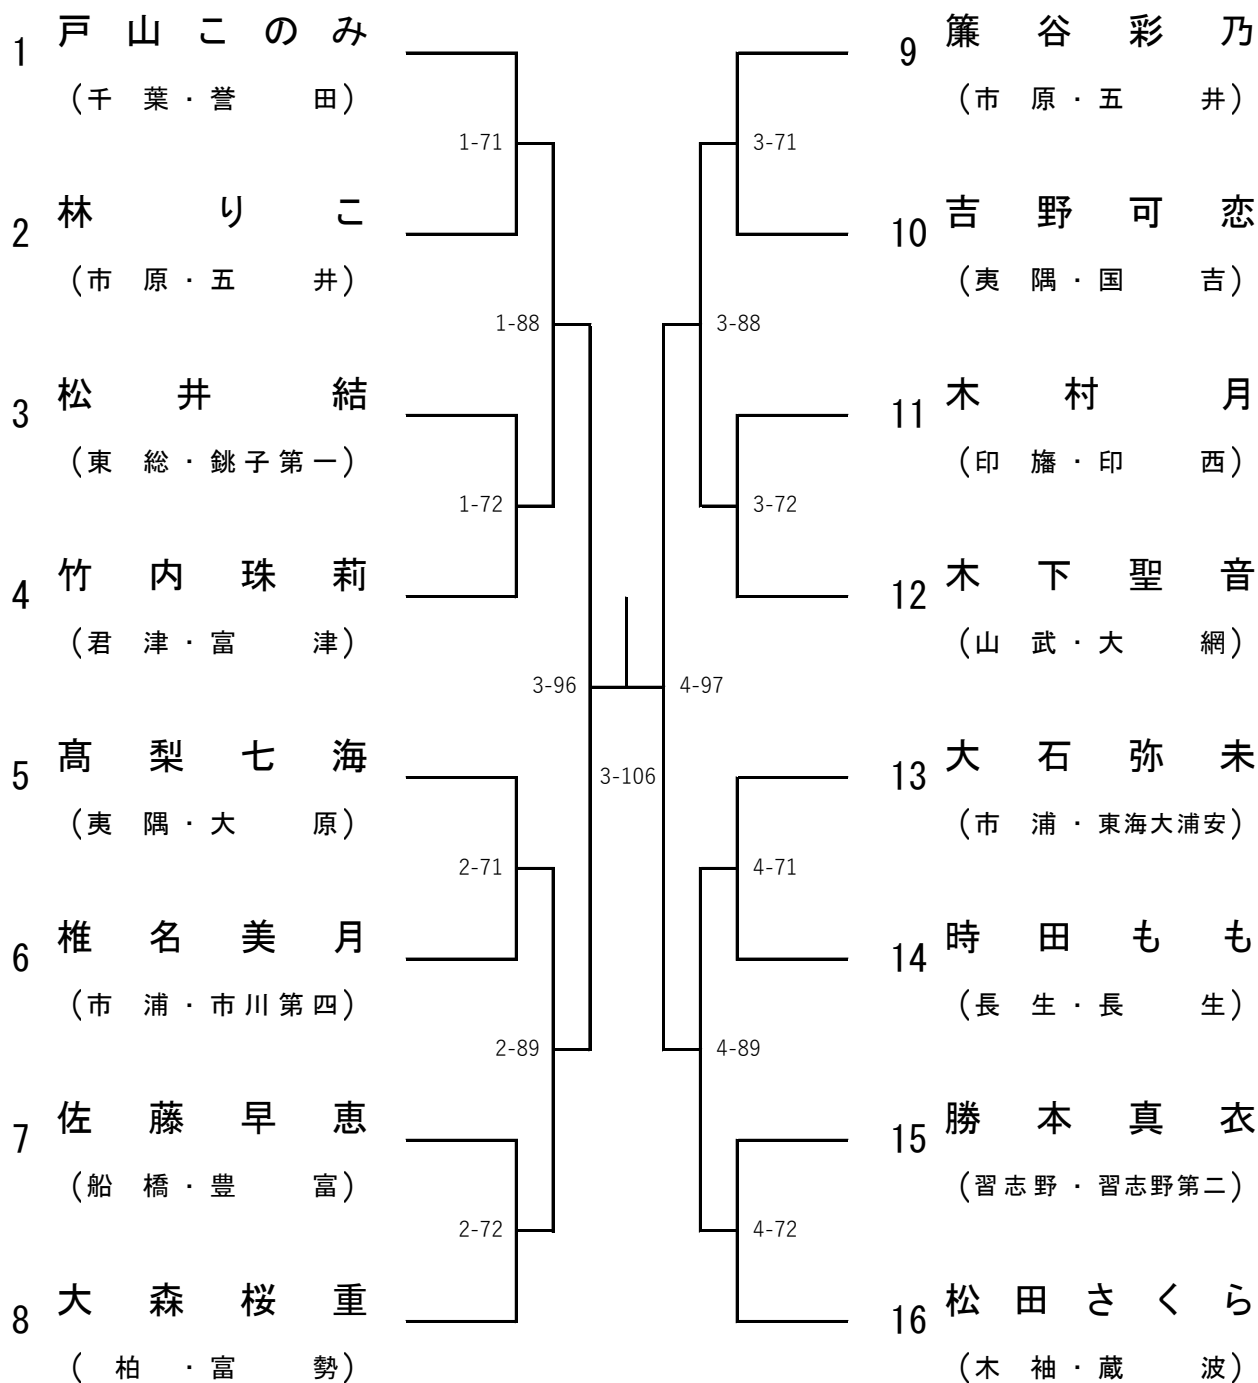 1 戸山このみ
(千葉・誉田)
1-71
2 林りこ
(市原・五井)
1-88
3 松井結
(東総・銚子第一)
1-72
4 竹内珠莉
(君津・富津)
3-96
5 髙梨七海
(夷隅・大原)
2-71
6 椎名美月
(市浦・市川第四)
2-89
7 佐藤早恵
(船橋・豊富)
2-72
8 大森桜重
(柏・富勢)
3-106
9 簾谷彩乃
(市原・五井)
3-71
10 吉野可恋
(夷隅・国吉)
3-88
11 木村月
(印旛・印西)
3-72
12 木下聖音
(山武・大網)
4-97
13 大石弥未
(市浦・東海大浦安)
4-71
14 時田もも
(長生・長生)
4-89
15 勝本真衣
(習志野・習志野第二)
4-72
16 松田さくら
(木袖・蔵波)